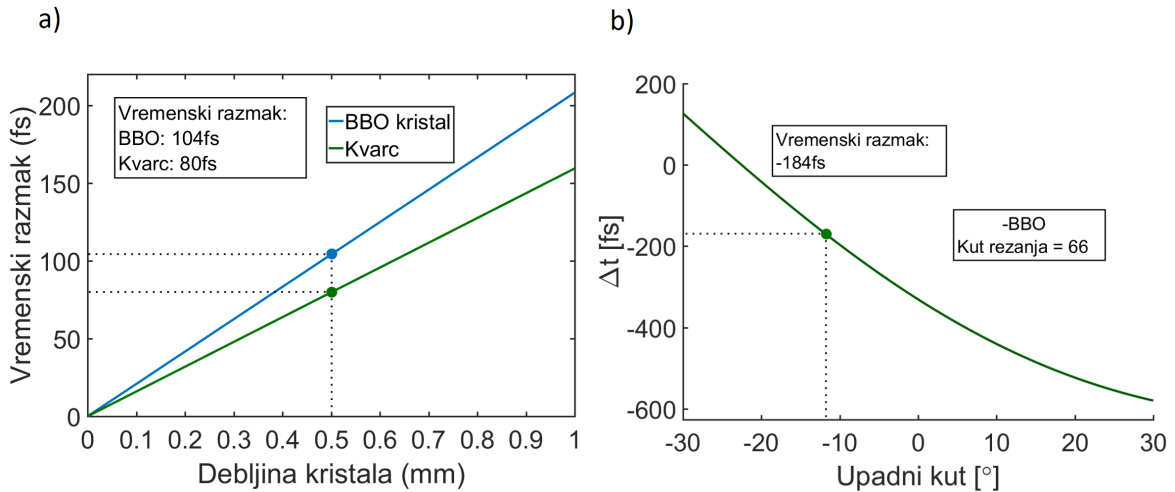 a)
Vremenski razmak (fs)
200
150
100
50
0
Vremenski razmak:
BBO: 104fs
Kvarc: 80fs
BBO kristal
Kvarc
0 0.1 0.2 0.3 0.4 0.5 0.6 0.7 0.8 0.9 1
Debljina kristala (mm)
b)
Δt [fs]
200
0
-200
-400
-600
Vremenski razmak:
-184fs
-BBO
Kut rezanja = 66
-30 -20 -10 0 10 20 30
Upadni kut [°]